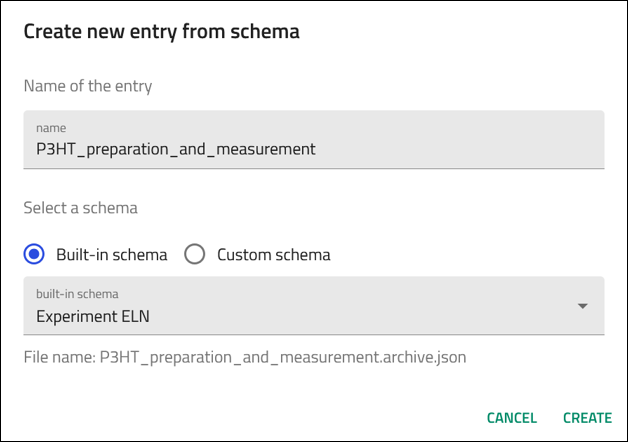 Create new entry from schema
Name of the entry
name
P3HT_preparation_and_measurement
Select a schema
Built-in schema Custom schema
built-in schema
Experiment ELN
File name: P3HT_preparation_and_measurement.archive.json
CANCEL CREATE